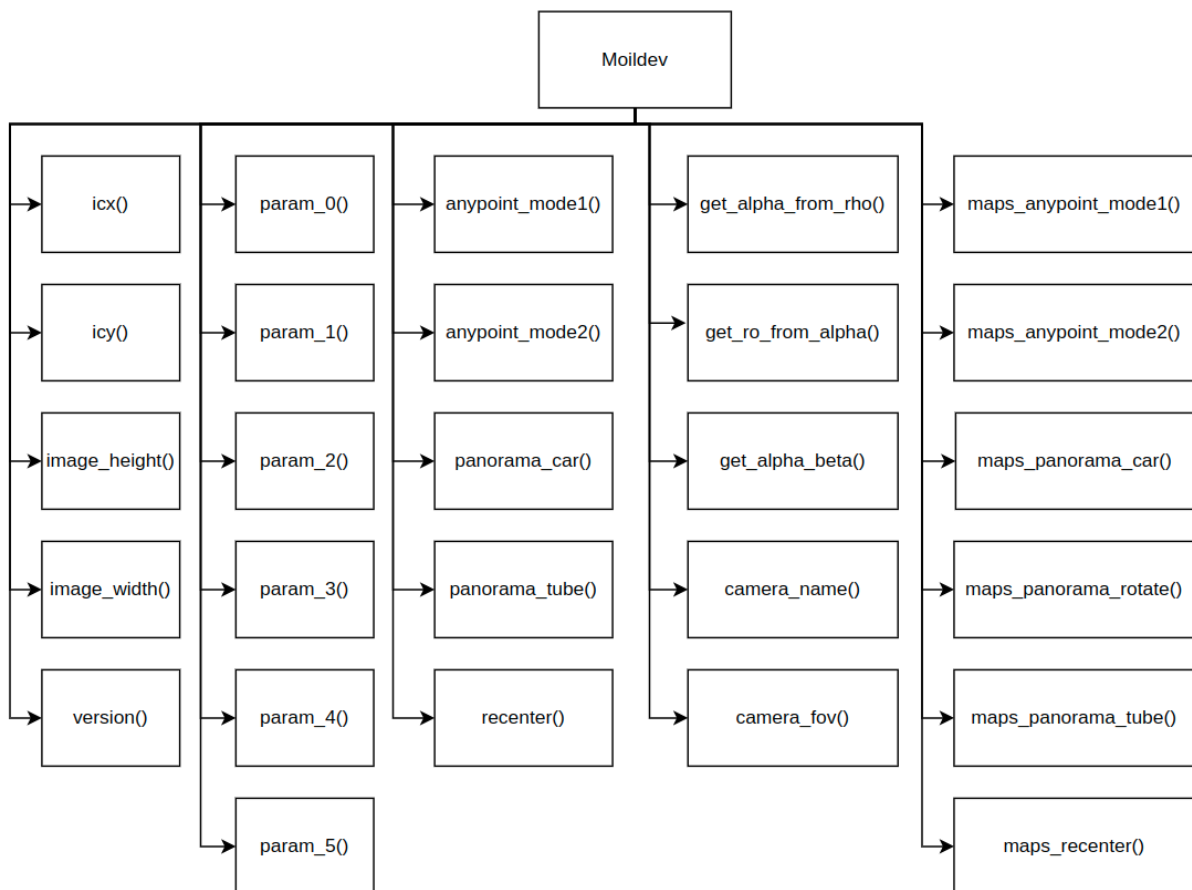 Moildev
icx()
param_0()
anypoint_mode1()
get_alpha_from_rho()
maps_anypoint_mode1()
icy()
param_1()
anypoint_mode2()
get_ro_from_alpha()
maps_anypoint_mode2()
image_height()
param_2()
panorama_car()
get_alpha_beta()
maps_panorama_car()
image_width()
param_3()
panorama_tube()
camera_name()
maps_panorama_rotate()
version()
param_4()
recenter()
camera_fov()
maps_panorama_tube()
param_5()
maps_recenter()